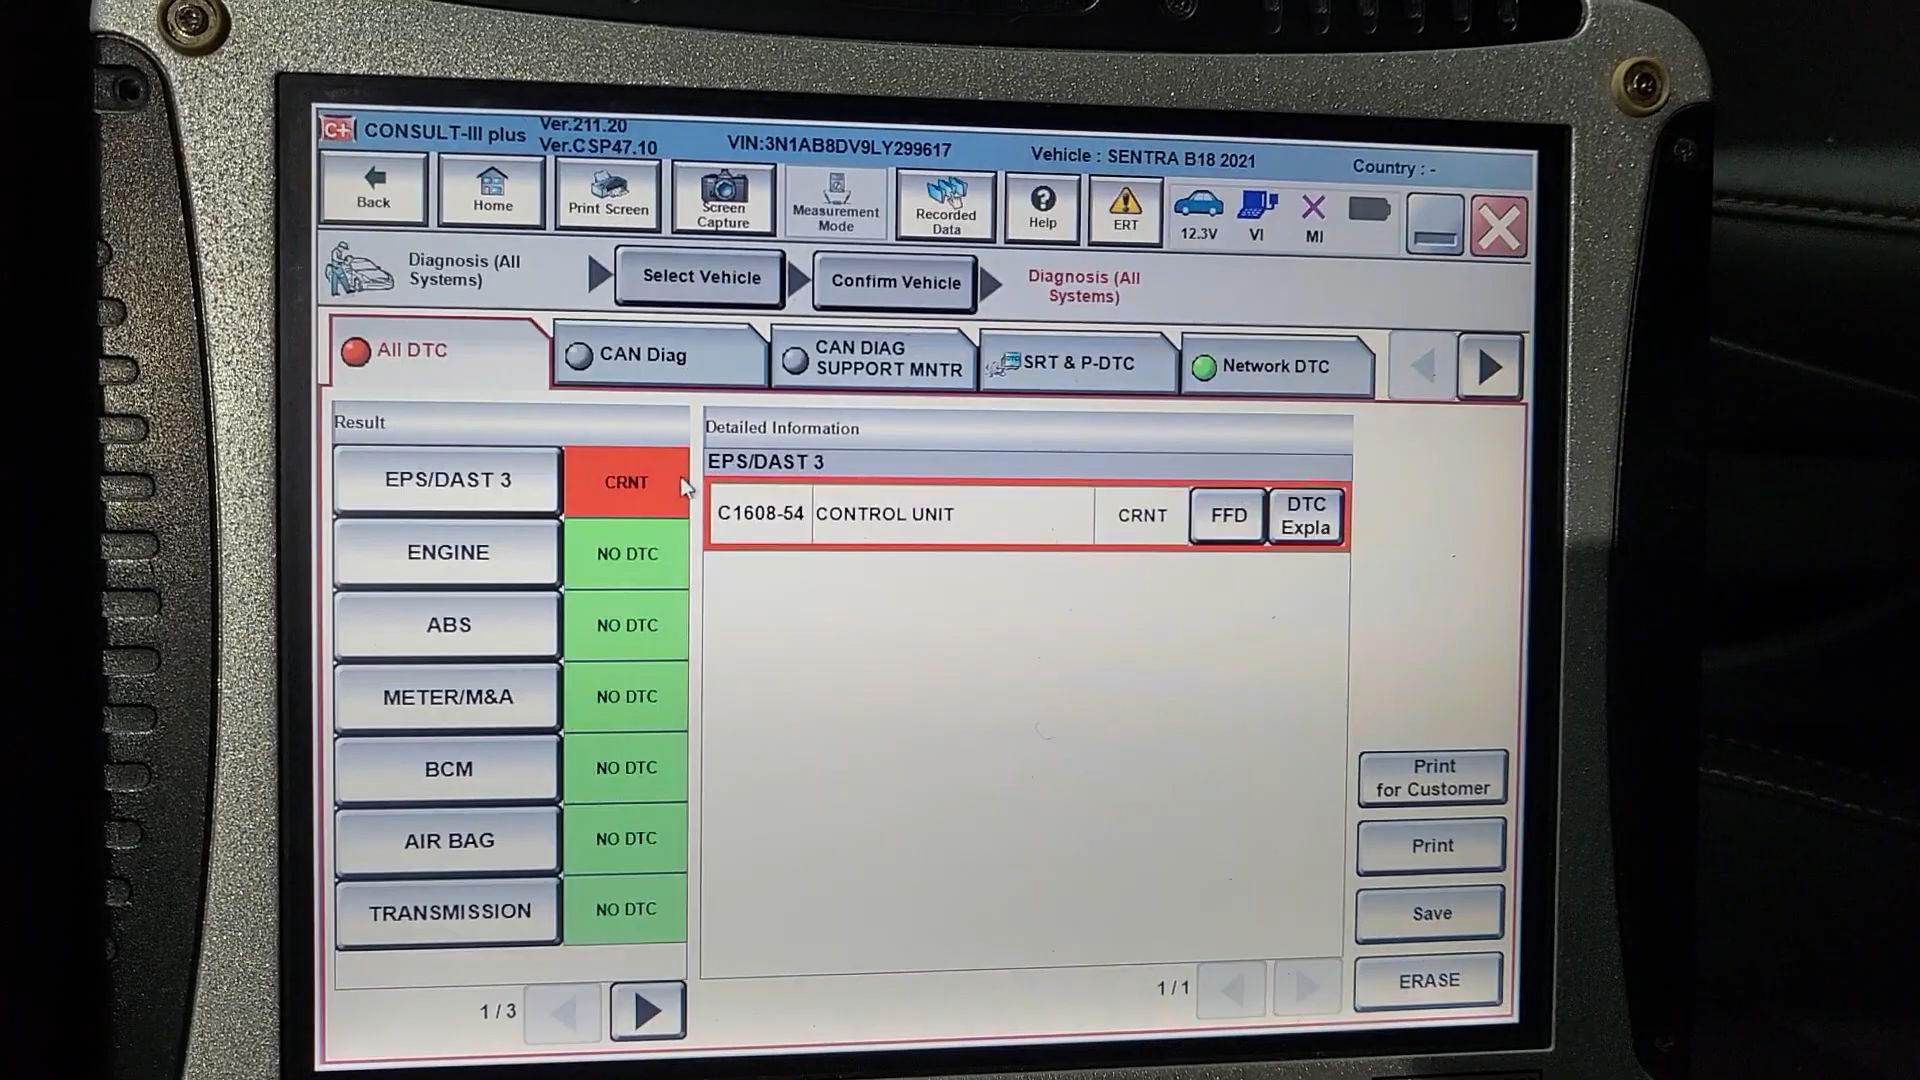 C+ CONSULT-III plus
Ver.211.20
Ver.CSP47.10
VIN:3N1AB8DV9LY299617
Vehicle : SENTRA B18 2021
Country : -
Back
Home
Print Screen
Screen
Capture
Measurement
Mode
Recorded
Data
Help
ERT
12.3V
VI
MI
Diagnosis (All
Systems)
Select Vehicle
Confirm Vehicle
Diagnosis (All
Systems)
All DTC
CAN Diag
CAN DIAG
SUPPORT MNTR
SRT & P-DTC
Network DTC
Result
EPS/DAST 3 CRNT
ENGINE NO DTC
ABS NO DTC
METER/M&A NO DTC
BCM NO DTC
AIR BAG NO DTC
TRANSMISSION NO DTC
1 / 3
Detailed Information
EPS/DAST 3
C1608-54 CONTROL UNIT CRNT FFD DTC
Expla
1 / 1
Print
for Customer
Print
Save
ERASE